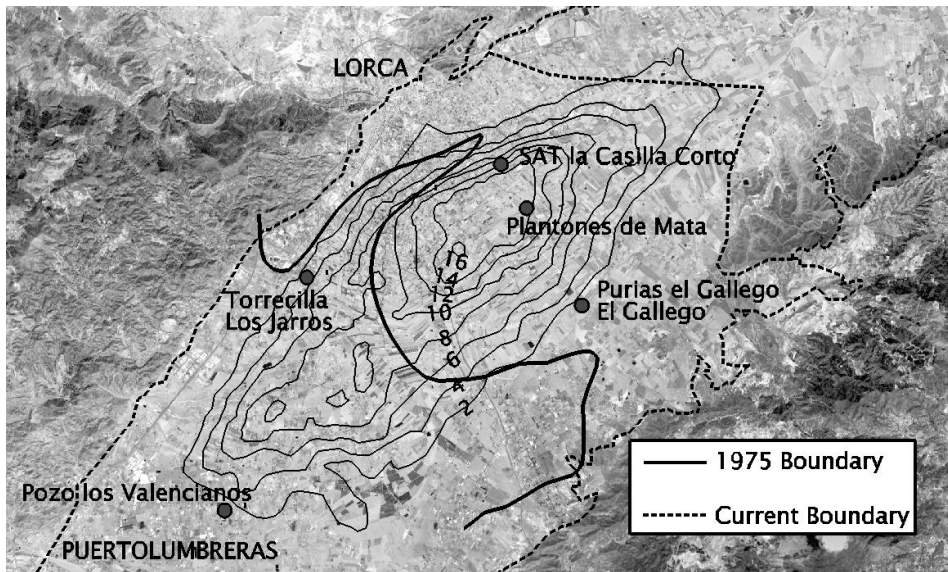 LORCA
SAT la Casilla Corto
Plantones de Mata
16
14
12
10
8
6
4
2
Torrecilla
Los Jarros
Purias el Gallego
El Gallego
Pozo los Valencianos
PUERTOLUMBRERAS
1975 Boundary
Current Boundary